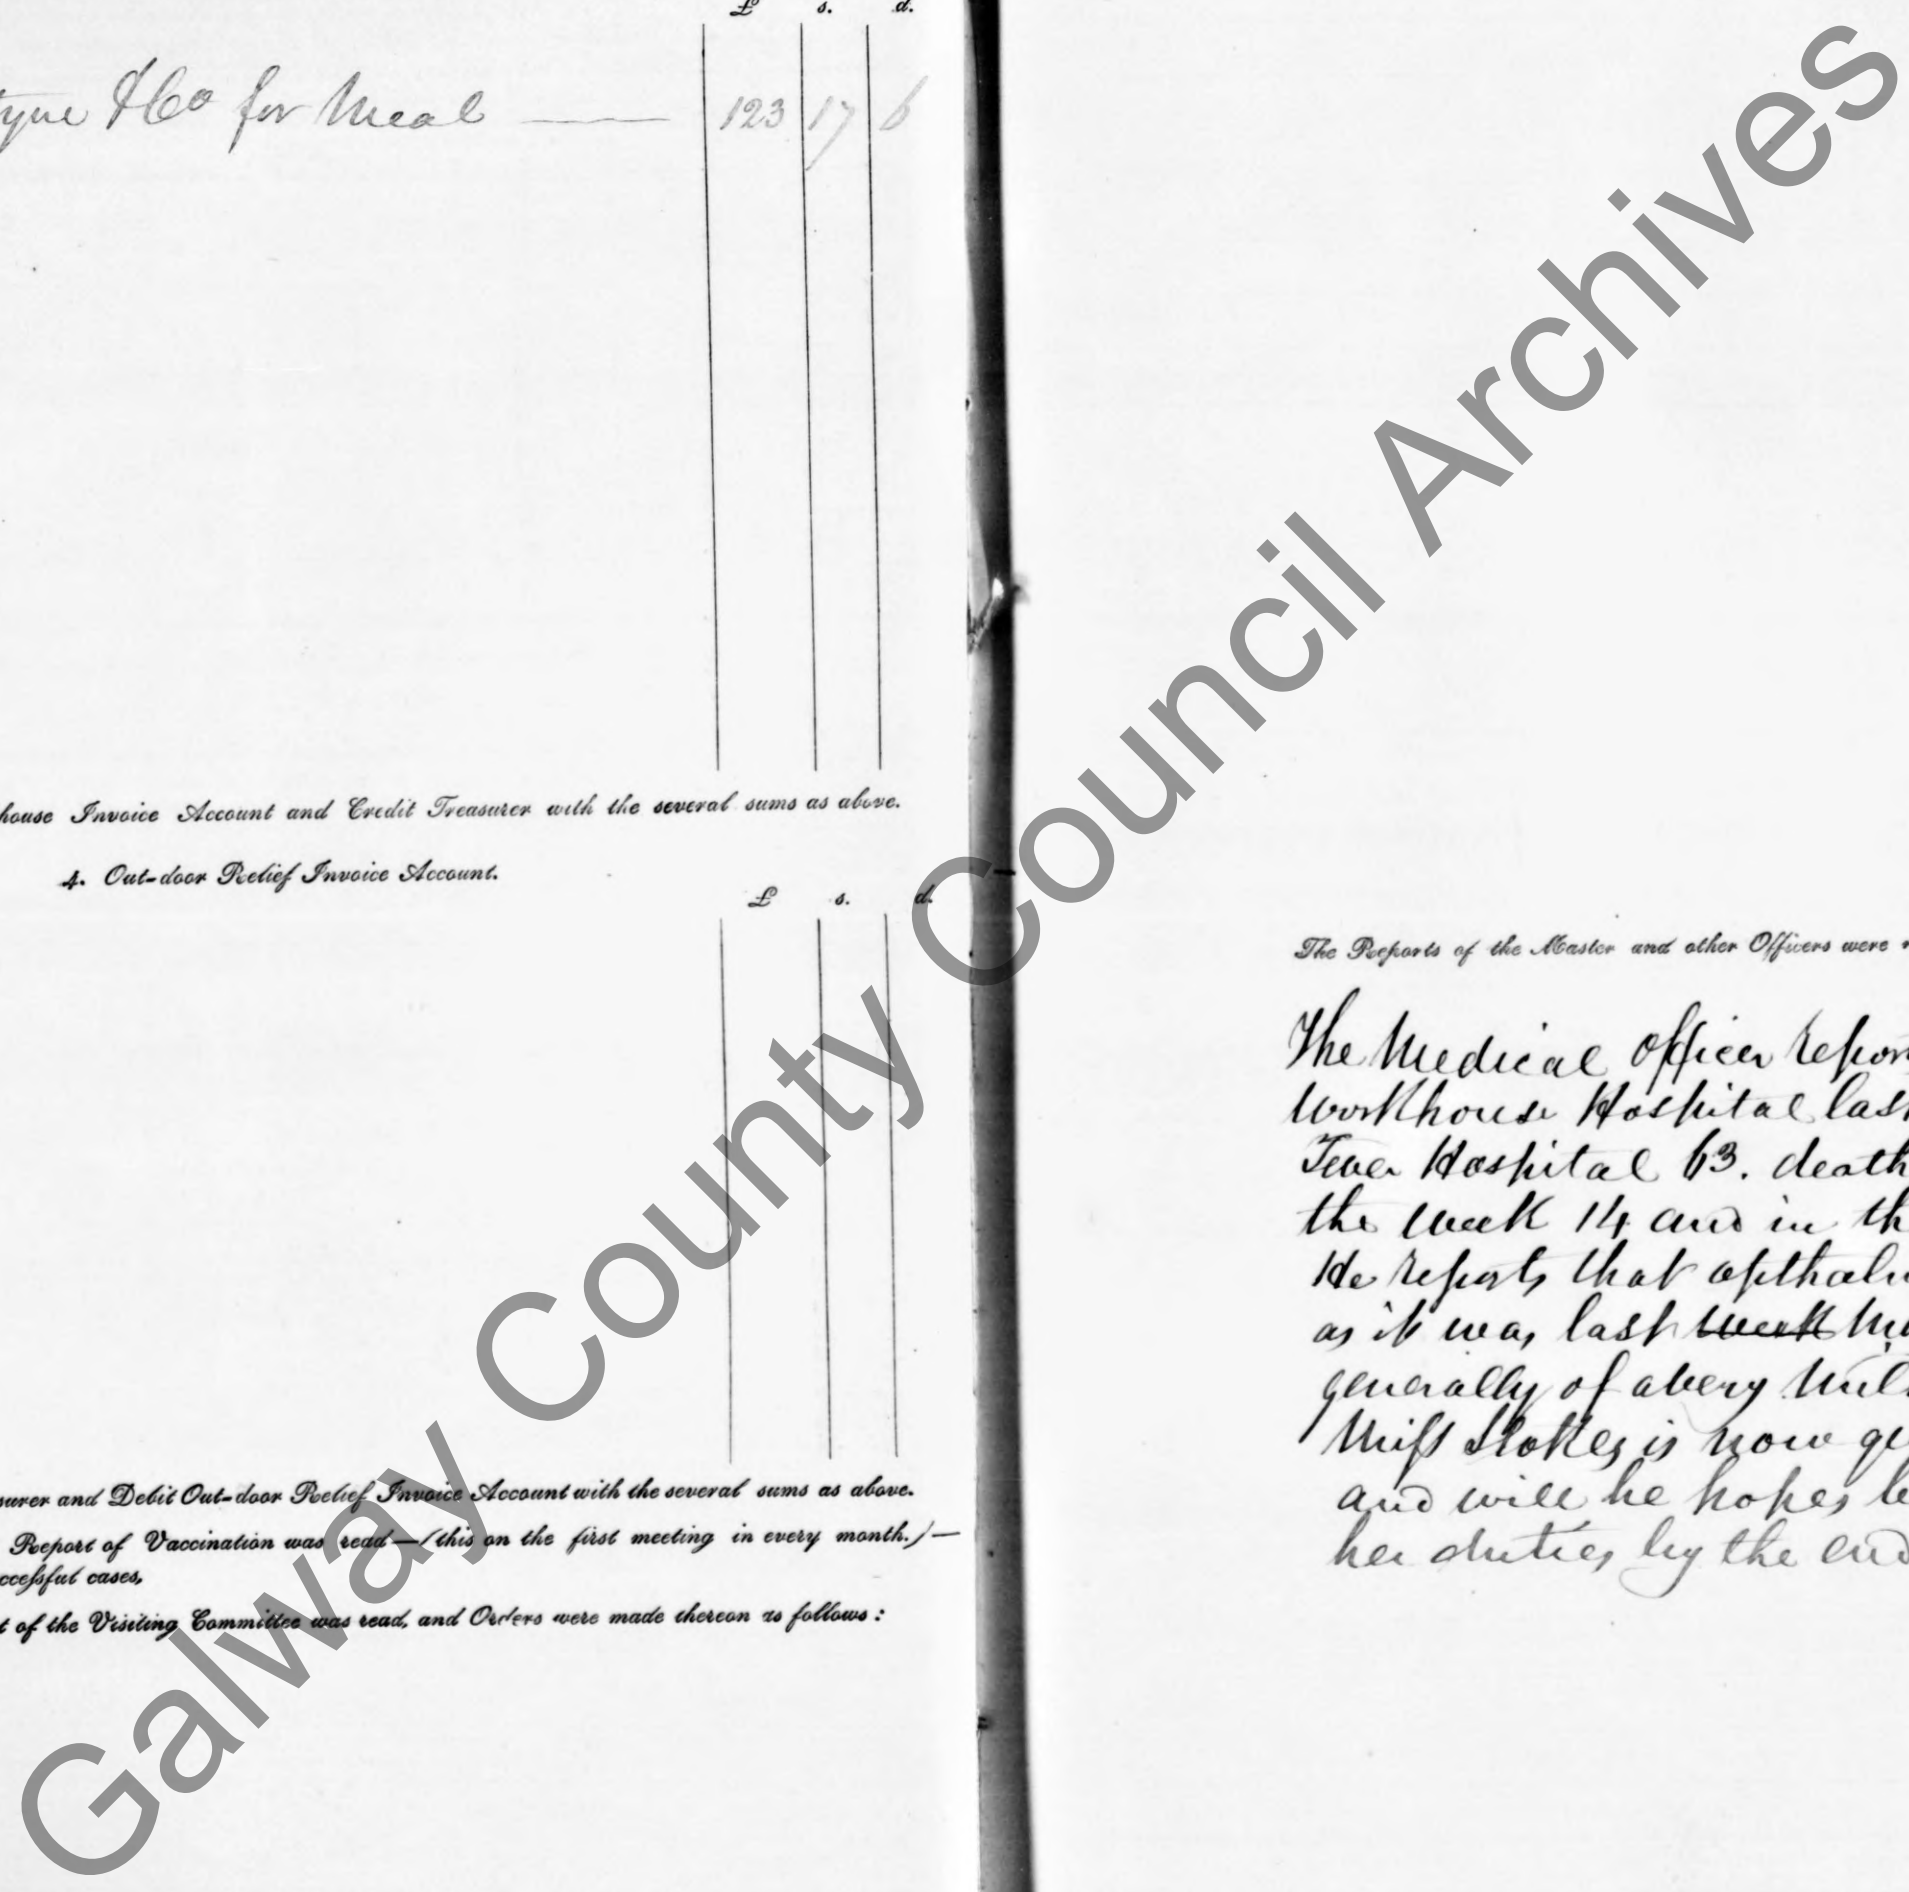 £ s. d.
tyne & Co for Meal — 123 17 6
house Invoice Account and Credit Treasurer with the several sums as above.
4. Out-door Relief Invoice Account.
£ s. d.
surer and Debit Out-door Relief Invoice Account with the several sums as above.
Report of Vaccination was read—(this on the first meeting in every month.)—
ccessful cases,
t of the Visiting Committee was read, and Orders were made thereon as follows:
The Reports of the Master and other Officers were r
The Medical Officer repor
Workhouse Hospital last
Fever Hospital 63. death
the week 14 and in th
He reports that opthalm
as it was last week
generally of a very mil
Miss Stokes is now ge
and will he hopes be
her duties by the end
Galway County Council Archives